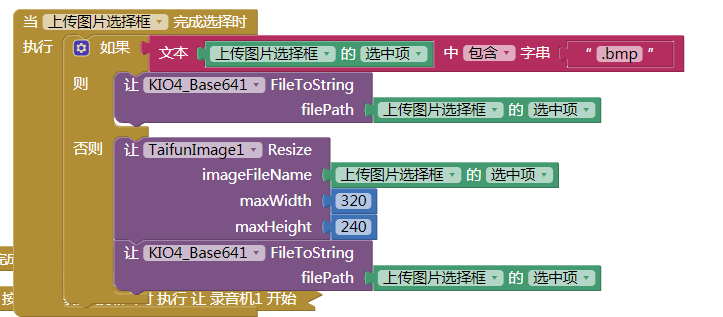 当 上传图片选择框 完成选择时
执行 如果 文本 上传图片选择框 的 选中项 中 包含 字串 “ .bmp ”
则 让 KIO4_Base641 FileToString
filePath 上传图片选择框 的 选中项
否则 让 TaifunImage1 Resize
imageFileName 上传图片选择框 的 选中项
maxWidth 320
maxHeight 240
让 KIO4_Base641 FileToString
filePath 上传图片选择框 的 选中项
完成
按 时 执行 让 录音机1 开始